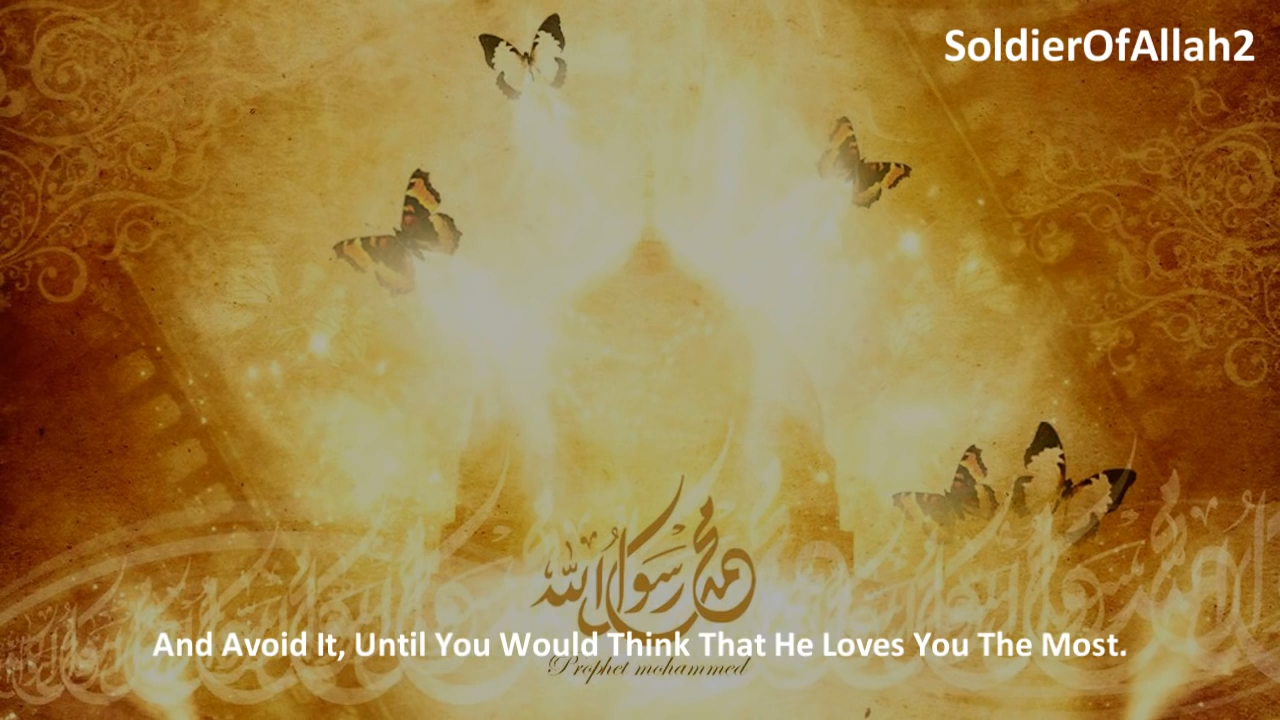 SoldierOfAllah2
محمد رسول الله
And Avoid It, Until You Would Think That He Loves You The Most.
Prophet mohammed